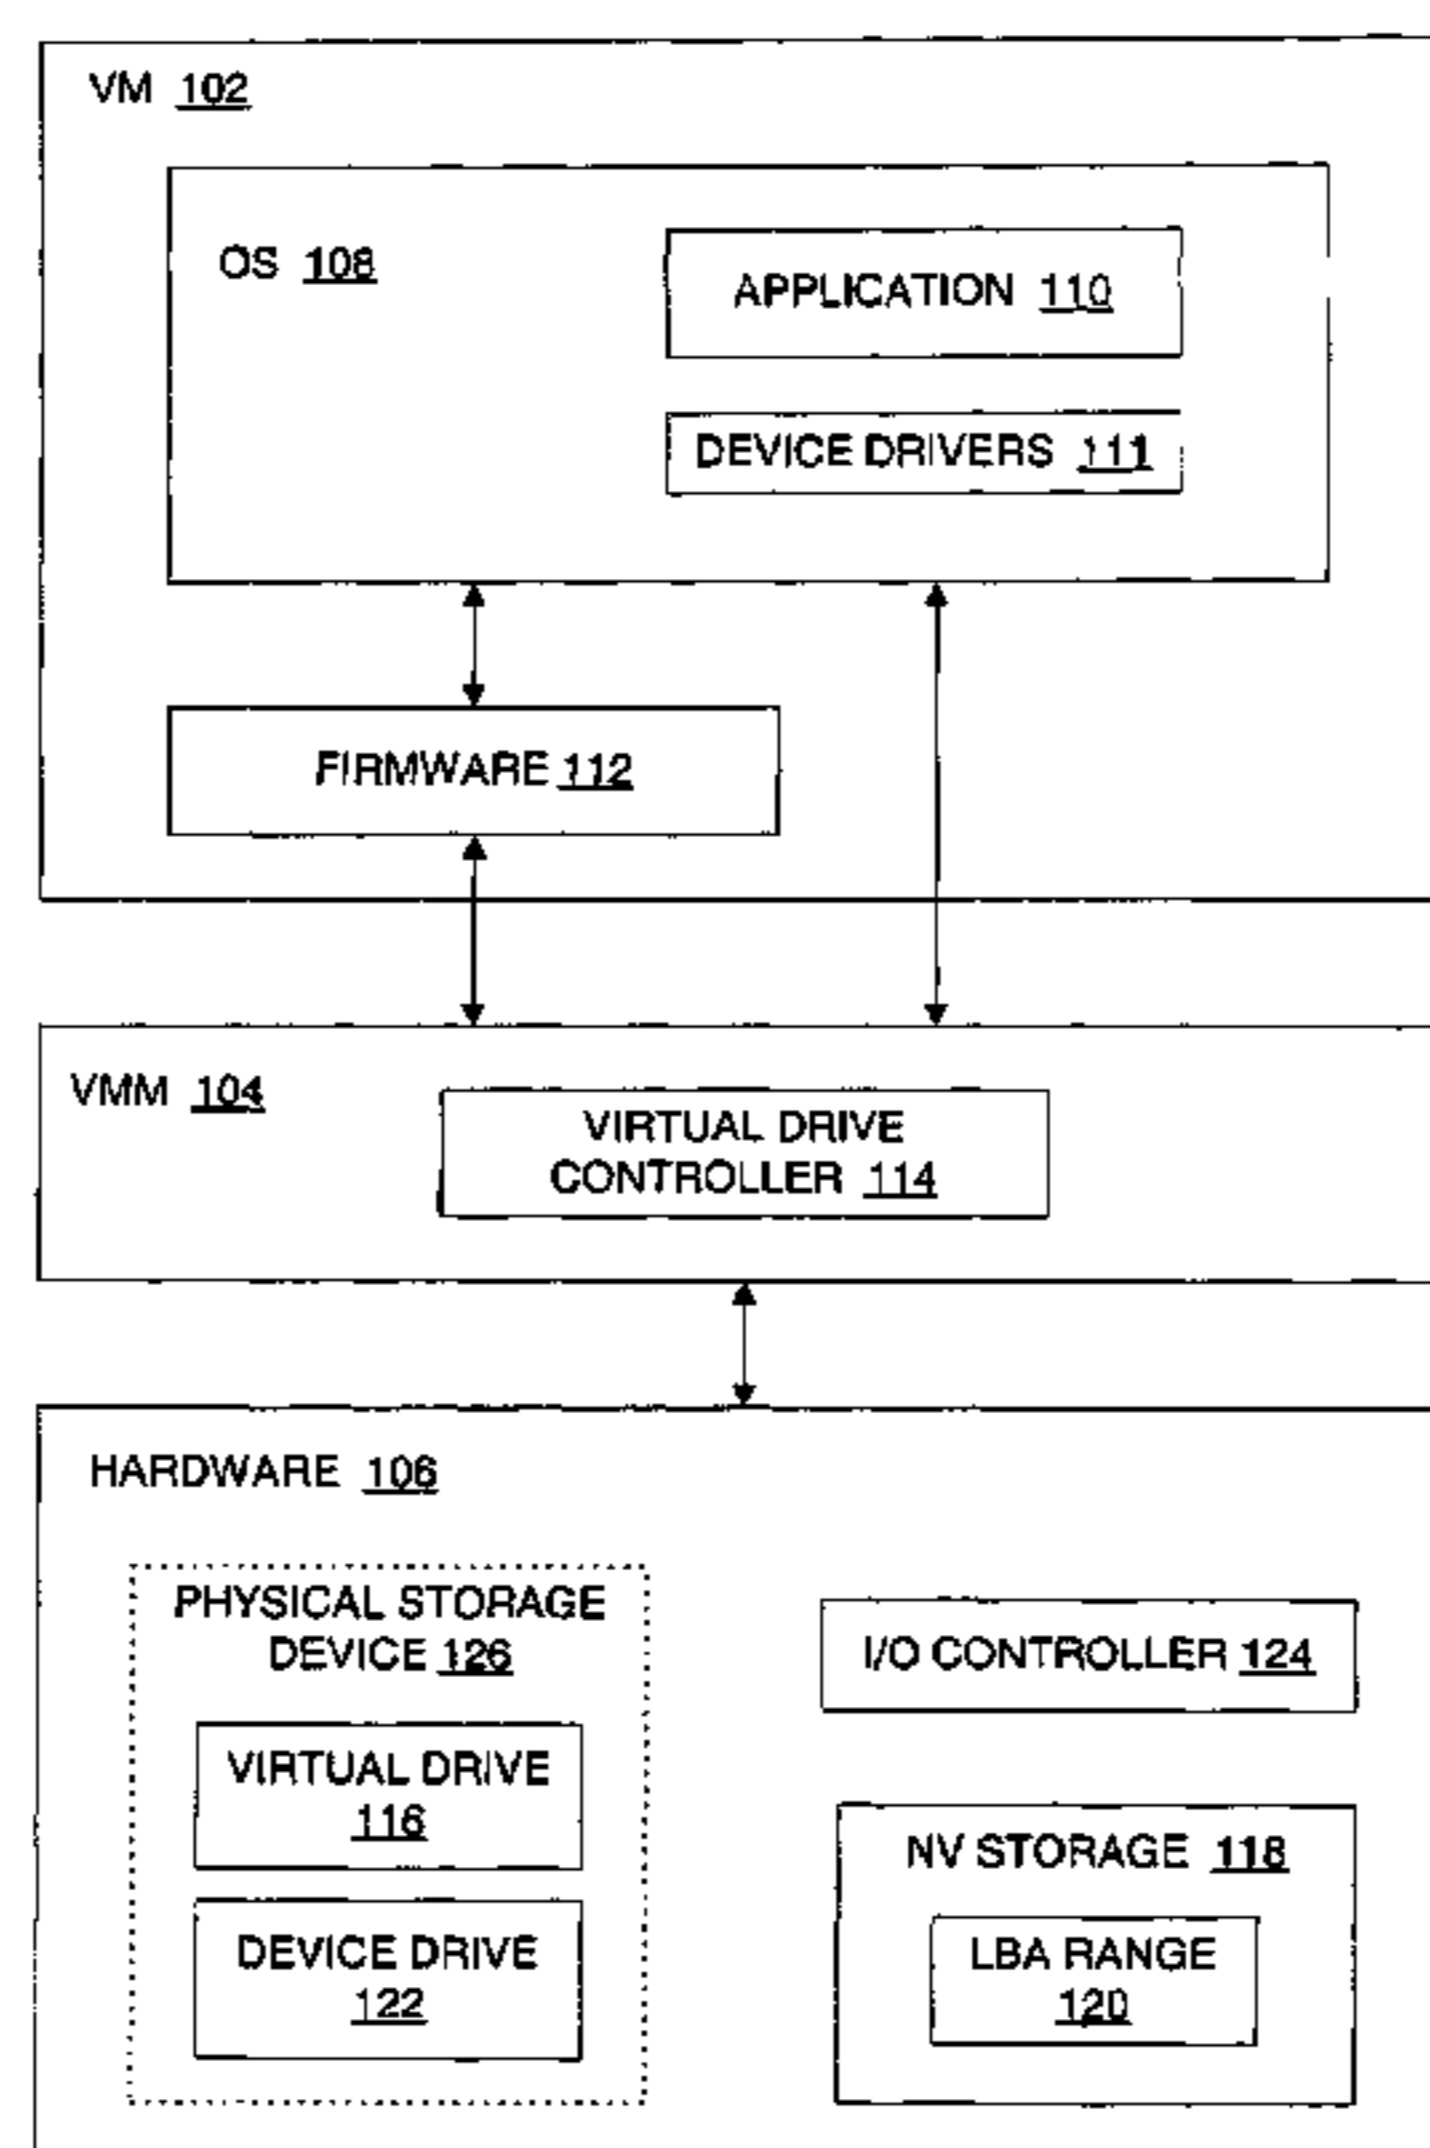 VM 102
OS 108
APPLICATION 110
DEVICE DRIVERS 111
FIRMWARE 112
VMM 104
VIRTUAL DRIVE
CONTROLLER 114
HARDWARE 106
PHYSICAL STORAGE
DEVICE 126
I/O CONTROLLER 124
VIRTUAL DRIVE
116
NV STORAGE 118
DEVICE DRIVE
122
LBA RANGE
120